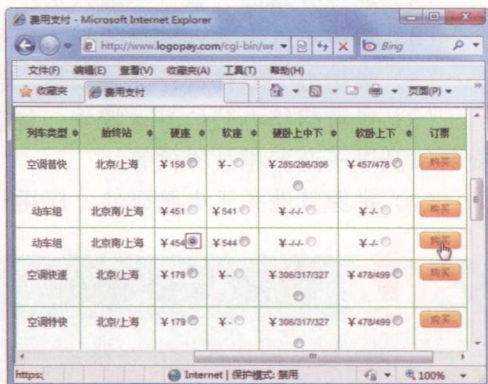 裹用支付 - Microsoft Internet Explorer
http://www.logopay.com/cgi-bin/we
Bing
文件(F) 编辑(E) 查看(V) 收藏夹(A) 工具(T) 帮助(H)
收藏夹 裹用支付 页面(P)
列车类型 始终站 硬座 软座 硬卧上中下 软卧上下 订票
空调普快 北京/上海 ¥158 ¥- ¥285/296/306 ¥457/478 购买
动车组 北京南/上海 ¥451 ¥541 ¥-/-/- ¥-/- 购买
动车组 北京南/上海 ¥454 ¥544 ¥-/-/- ¥-/- 购买
空调快速 北京/上海 ¥179 ¥- ¥306/317/327 ¥478/499 购买
空调特快 北京/上海 ¥179 ¥- ¥306/317/327 ¥478/499 购买
https: Internet | 保护模式: 禁用 100%